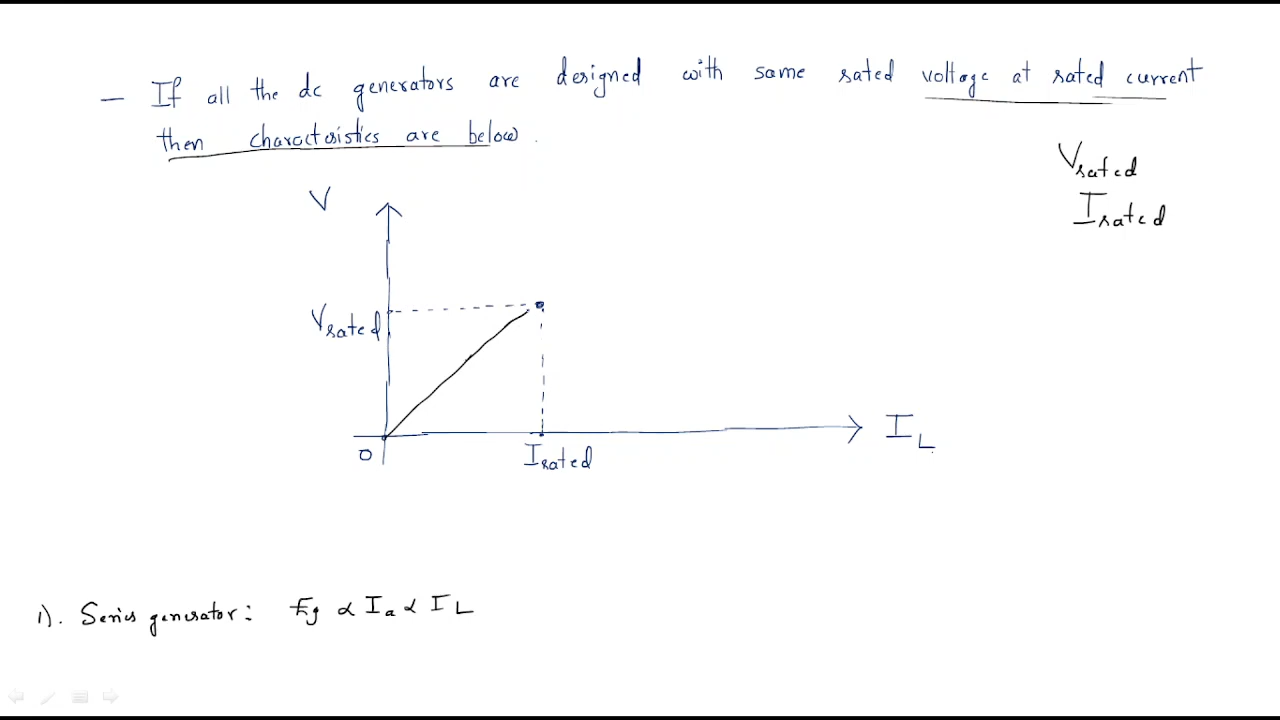 — If all the dc generators are designed with same rated voltage at rated current
then characteristics are below.
Vrated
Irated
V
Vrated
0
Irated
IL
1). Series generator: Eg ∝ Ia ∝ IL